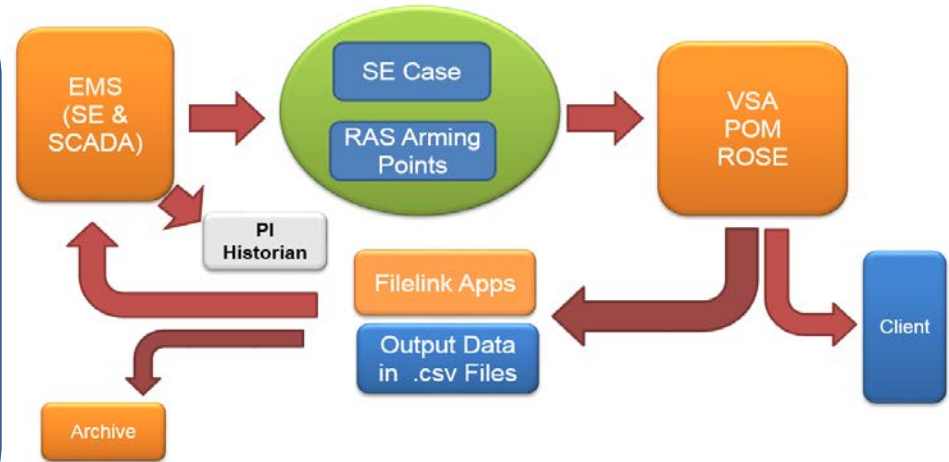 EMS
(SE &
SCADA)
SE Case
RAS Arming
Points
VSA
POM
ROSE
PI
Historian
Filelink Apps
Output Data
in .csv Files
Client
Archive